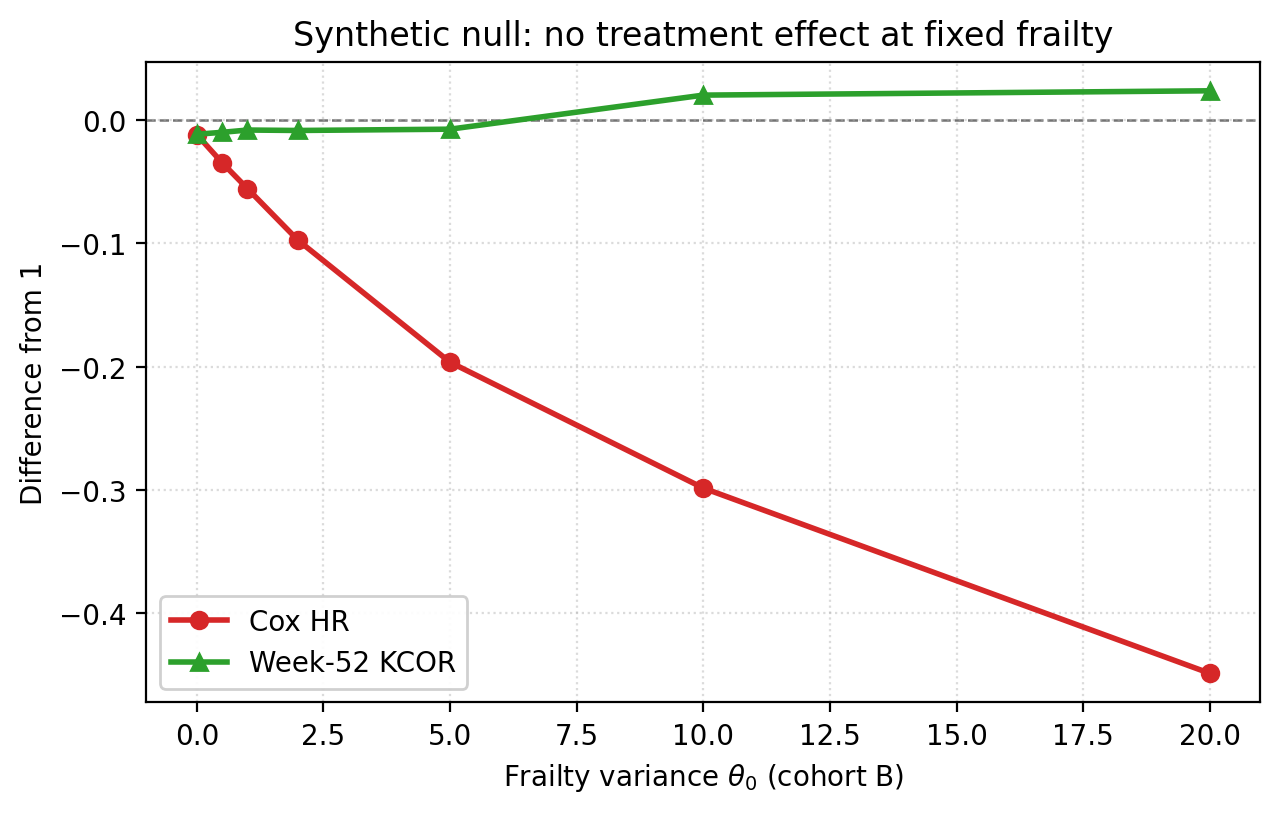 Synthetic null: no treatment effect at fixed frailty
Difference from 1
0.0
−0.1
−0.2
−0.3
−0.4
Cox HR
Week-52 KCOR
0.0 2.5 5.0 7.5 10.0 12.5 15.0 17.5 20.0
Frailty variance θ₀ (cohort B)